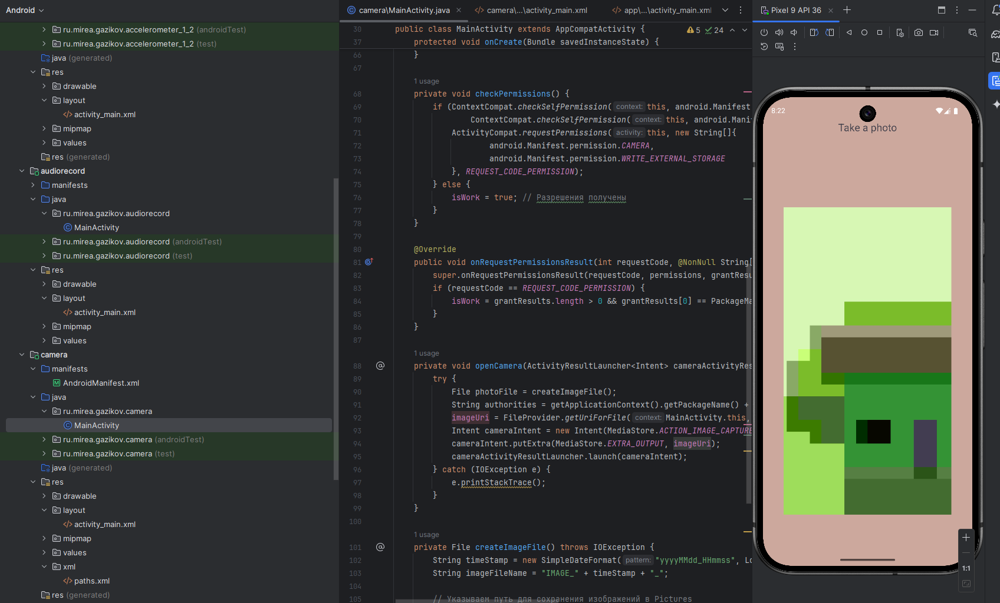 Android
ru.mirea.gazikov.accelerometer_1_2 (androidTest)
ru.mirea.gazikov.accelerometer_1_2 (test)
java (generated)
res
drawable
layout
</> activity_main.xml
mipmap
values
res (generated)
audiorecord
manifests
java
ru.mirea.gazikov.audiorecord
MainActivity
ru.mirea.gazikov.audiorecord (androidTest)
ru.mirea.gazikov.audiorecord (test)
res
drawable
layout
</> activity_main.xml
mipmap
values
camera
manifests
AndroidManifest.xml
java
ru.mirea.gazikov.camera
MainActivity
ru.mirea.gazikov.camera (androidTest)
ru.mirea.gazikov.camera (test)
java (generated)
res
drawable
layout
</> activity_main.xml
mipmap
values
xml
</> paths.xml
res (generated)
camera\MainActivity.java
</> camera\...\activity_main.xml
</> app\...\activity_main.xml
5 24
30 public class MainActivity extends AppCompatActivity {
37 protected void onCreate(Bundle savedInstanceState) {
66 }
67
1 usage
68 private void checkPermissions() {
69 if (ContextCompat.checkSelfPermission( context: this, android.Manifest
70 ContextCompat.checkSelfPermission( context: this, android.Mani
71 ActivityCompat.requestPermissions( activity: this, new String[]{
72 android.Manifest.permission.CAMERA,
73 android.Manifest.permission.WRITE_EXTERNAL_STORAGE
74 }, REQUEST_CODE_PERMISSION);
75 } else {
76 isWork = true; // Разрешения получены
77 }
78 }
79
80 @Override
81 public void onRequestPermissionsResult(int requestCode, @NonNull String[
82 super.onRequestPermissionsResult(requestCode, permissions, grantResu
83 if (requestCode == REQUEST_CODE_PERMISSION) {
84 isWork = grantResults.length > 0 && grantResults[0] == PackageMa
85 }
86 }
87
1 usage
88 private void openCamera(ActivityResultLauncher<Intent> cameraActivityRes
89 try {
90 File photoFile = createImageFile();
91 String authorities = getApplicationContext().getPackageName() +
92 imageUri = FileProvider.getUriForFile( context: MainActivity.this,
93 Intent cameraIntent = new Intent(MediaStore.ACTION_IMAGE_CAPTURE
94 cameraIntent.putExtra(MediaStore.EXTRA_OUTPUT, imageUri);
95 cameraActivityResultLauncher.launch(cameraIntent);
96 } catch (IOException e) {
97 e.printStackTrace();
98 }
99 }
100
1 usage
101 private File createImageFile() throws IOException {
102 String timeStamp = new SimpleDateFormat( pattern: "yyyyMMdd_HHmmss", Lo
103 String imageFileName = "IMAGE_" + timeStamp + "_";
104
105 // Указываем путь для сохранения изображений в Pictures
Pixel 9 API 36
8:22
Take a photo
1:1